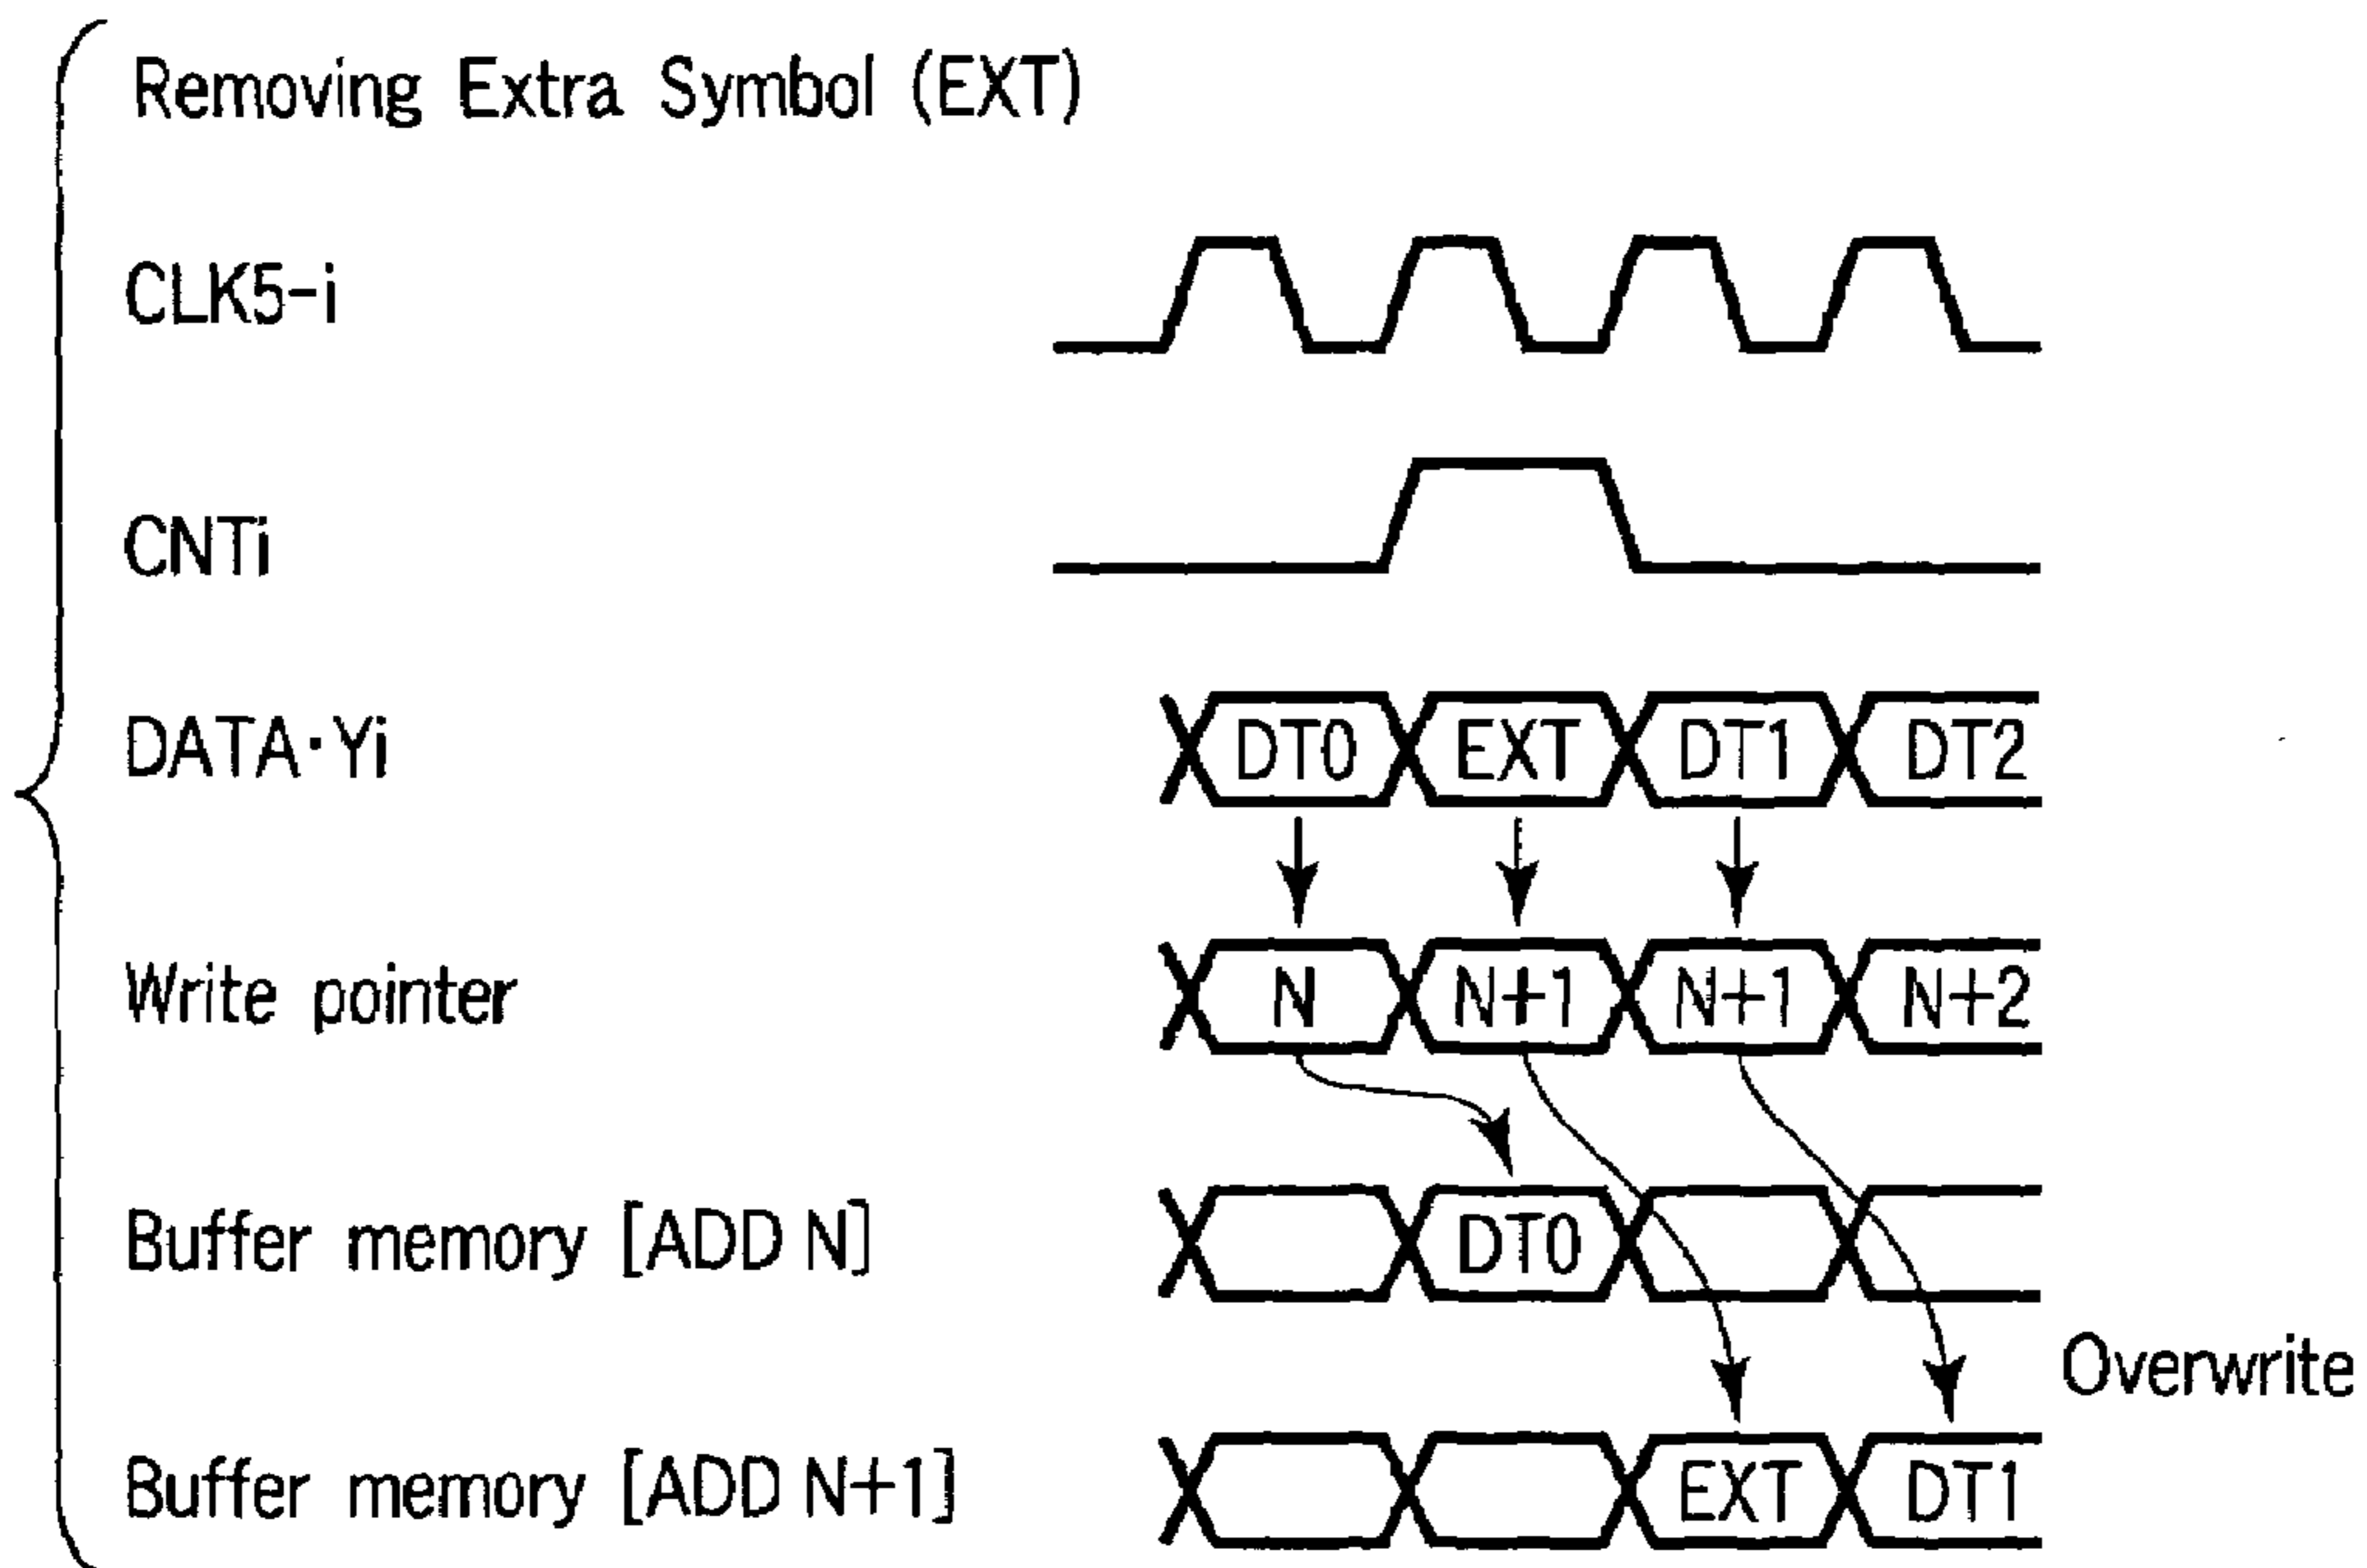 Removing Extra Symbol (EXT)
CLK5-i
CNTi
DATA·Yi DT0 EXT DT1 DT2
Write pointer N N+1 N+1 N+2
Buffer memory [ADD N] DT0
Overwrite
Buffer memory [ADD N+1] EXT DT1